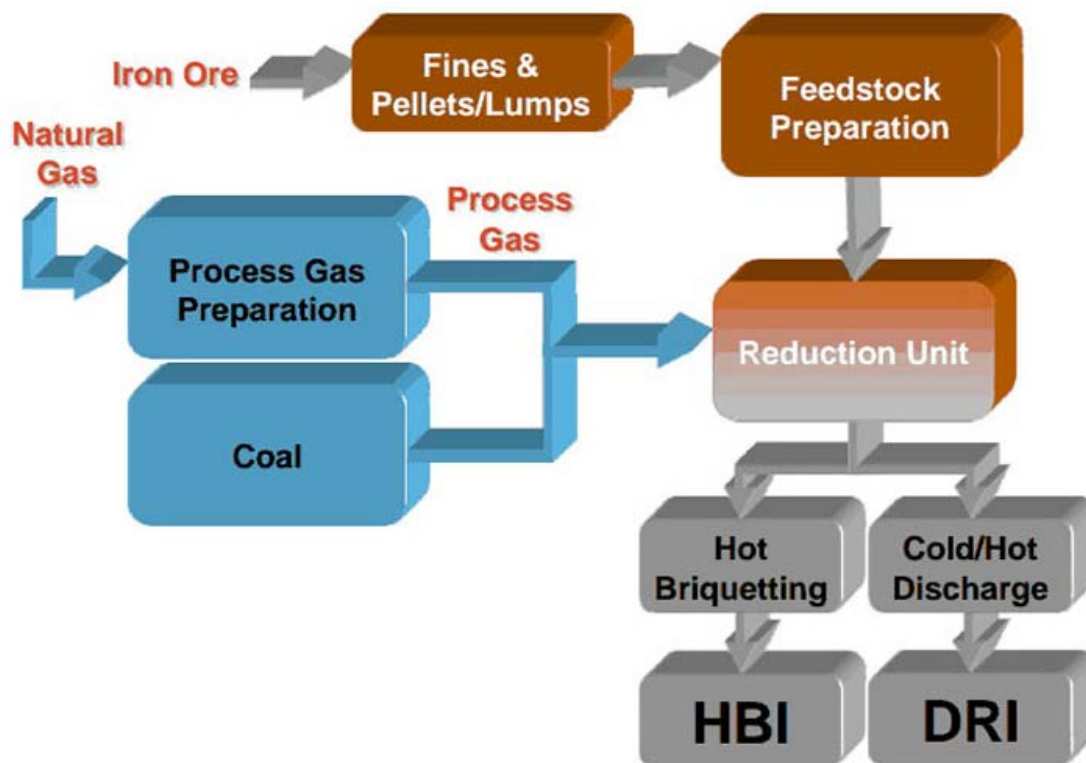 Iron Ore
Fines &
Pellets/Lumps
Feedstock
Preparation
Natural
Gas
Process Gas
Preparation
Process
Gas
Coal
Reduction Unit
Hot
Briquetting
Cold/Hot
Discharge
HBI
DRI